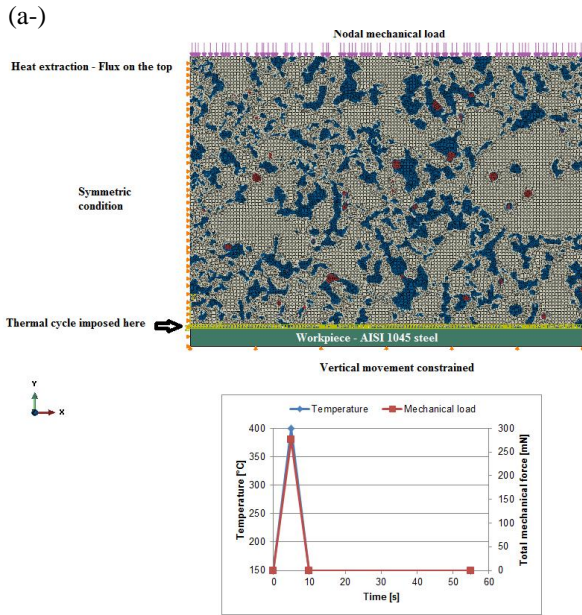 (a-)
Nodal mechanical load
Heat extraction - Flux on the top
Symmetric
condition
Thermal cycle imposed here
Workpiece - AISI 1045 steel
Vertical movement constrained
Y
X
Temperature
Mechanical load
400
350
300
250
200
150
Temperature [°C]
300
250
200
150
100
50
0
Total mechanical force [mN]
0 10 20 30 40 50 60
Time [s]